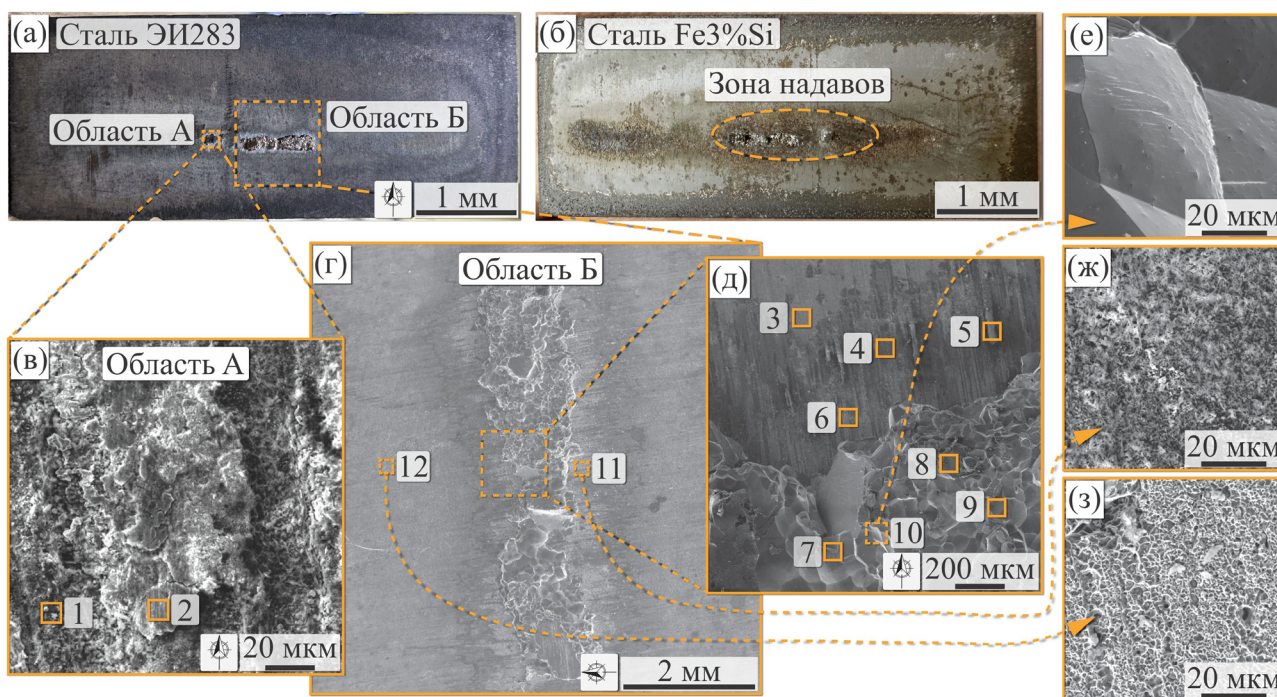 (а) Сталь ЭИ283
Область А
Область Б
1 мм
(б) Сталь Fe3%Si
Зона надавов
1 мм
(е)
20 мкм
(г) Область Б
12
11
2 мм
(д)
3
4
5
6
7
8
9
10
200 мкм
(ж)
20 мкм
(в) Область А
1
2
20 мкм
(з)
20 мкм